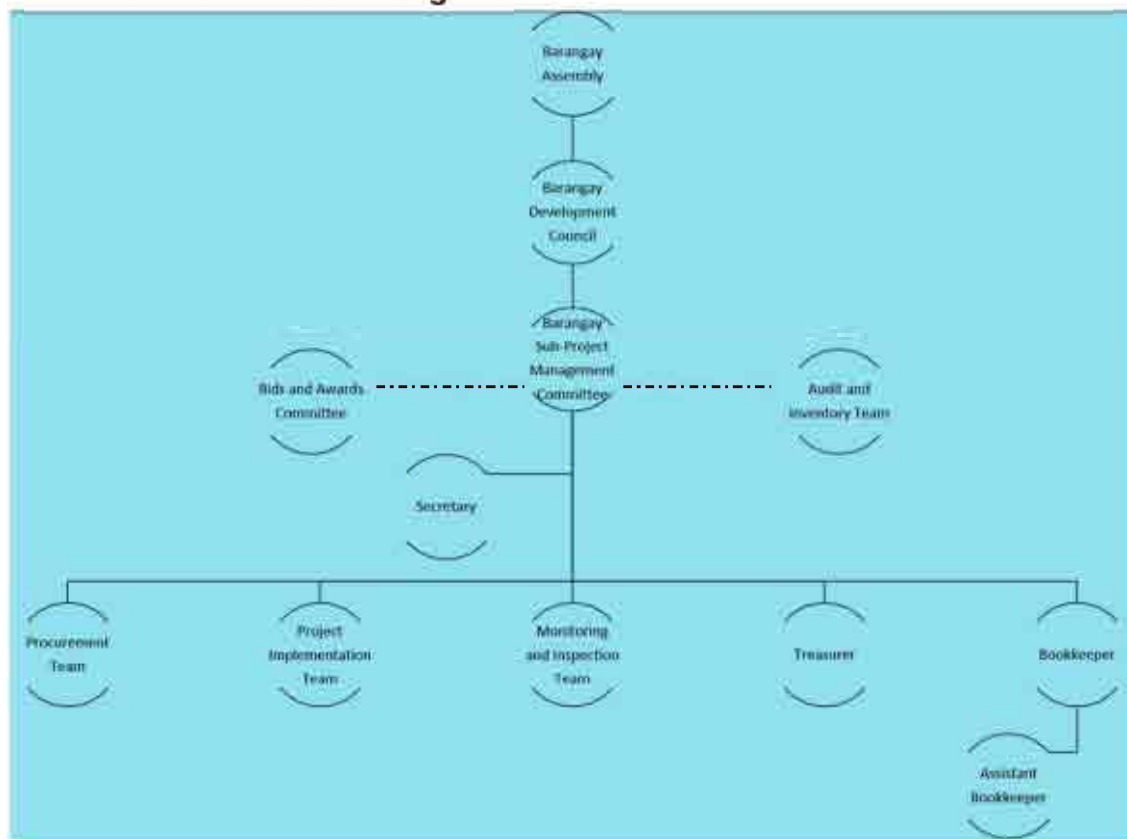 Barangay
Assembly
Barangay
Development
Council
Barangay
Sub-Project
Management
Committee
Bids and Awards
Committee
Audit and
Inventory Team
Secretary
Procurement
Team
Project
Implementation
Team
Monitoring
and Inspection
Team
Treasurer
Bookkeeper
Assistant
Bookkeeper